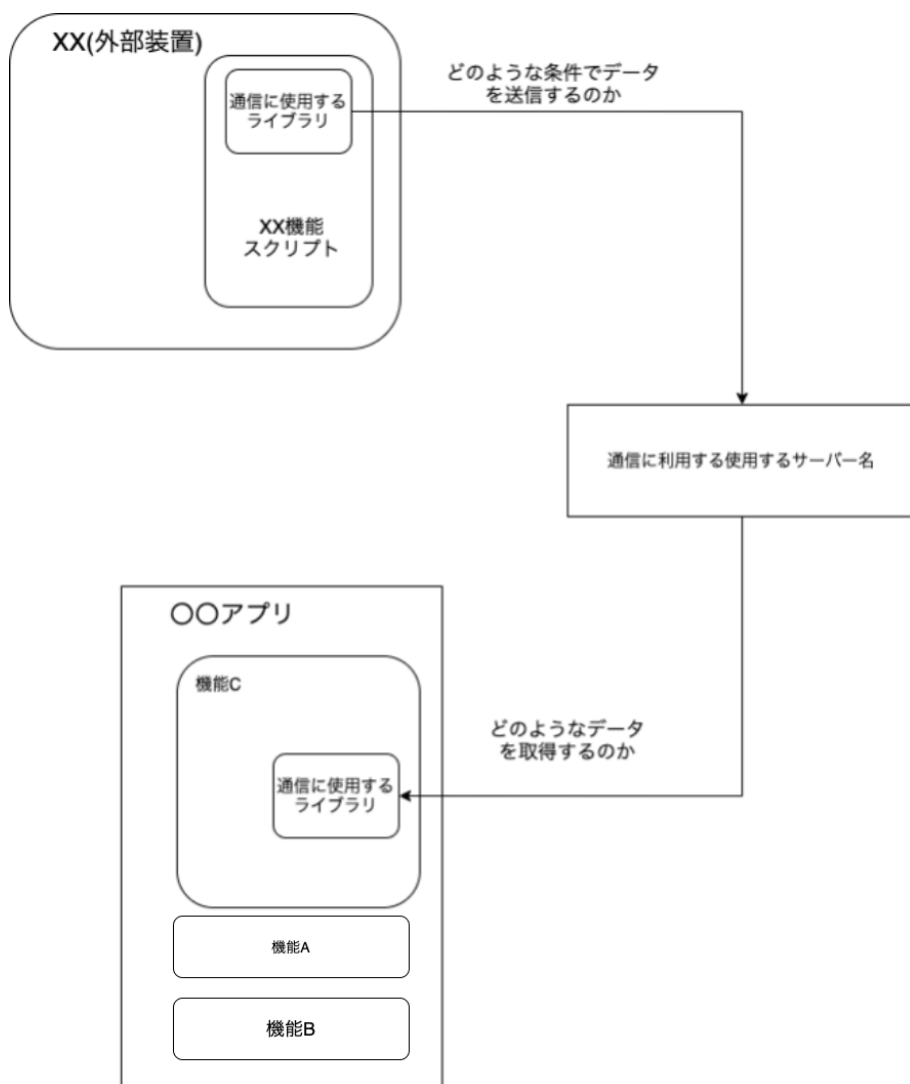 XX(外部装置)
通信に使用する
ライブラリ
XX機能
スクリプト
どのような条件でデータ
を送信するのか
通信に利用する使用するサーバー名
〇〇アプリ
機能C
通信に使用する
ライブラリ
どのようなデータ
を取得するのか
機能A
機能B